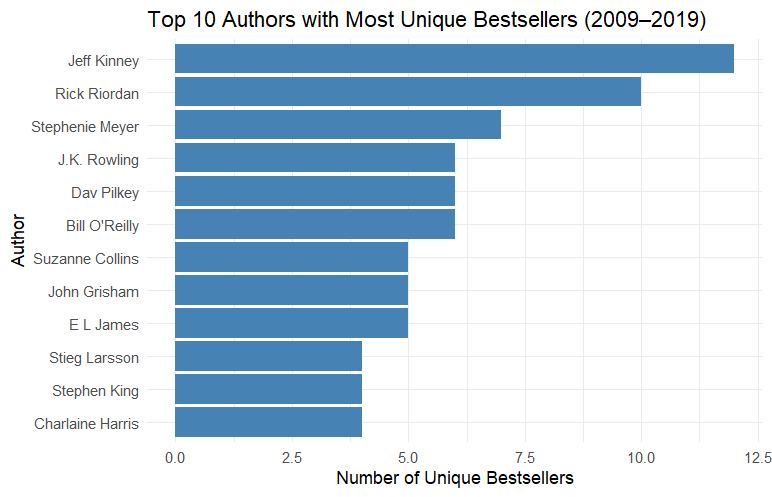 Top 10 Authors with Most Unique Bestsellers (2009–2019)
Jeff Kinney
Rick Riordan
Stephenie Meyer
J.K. Rowling
Dav Pilkey
Bill O'Reilly
Suzanne Collins
John Grisham
E L James
Stieg Larsson
Stephen King
Charlaine Harris
Author
0.0 2.5 5.0 7.5 10.0 12.5
Number of Unique Bestsellers